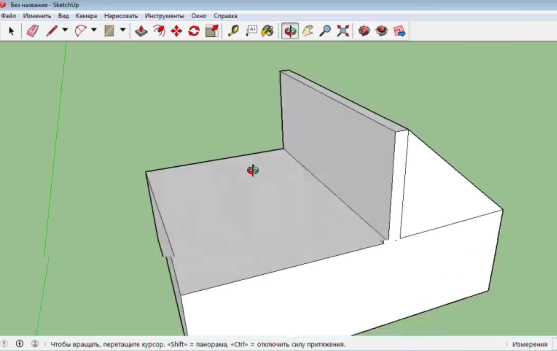 Без названия - SketchUp
Файл Изменить Вид Камера Нарисовать Инструменты Окно Справка
Чтобы вращать, перетащите курсор. «Shift» = панорама, «Ctrl» = отключить силу притяжения. Измерения